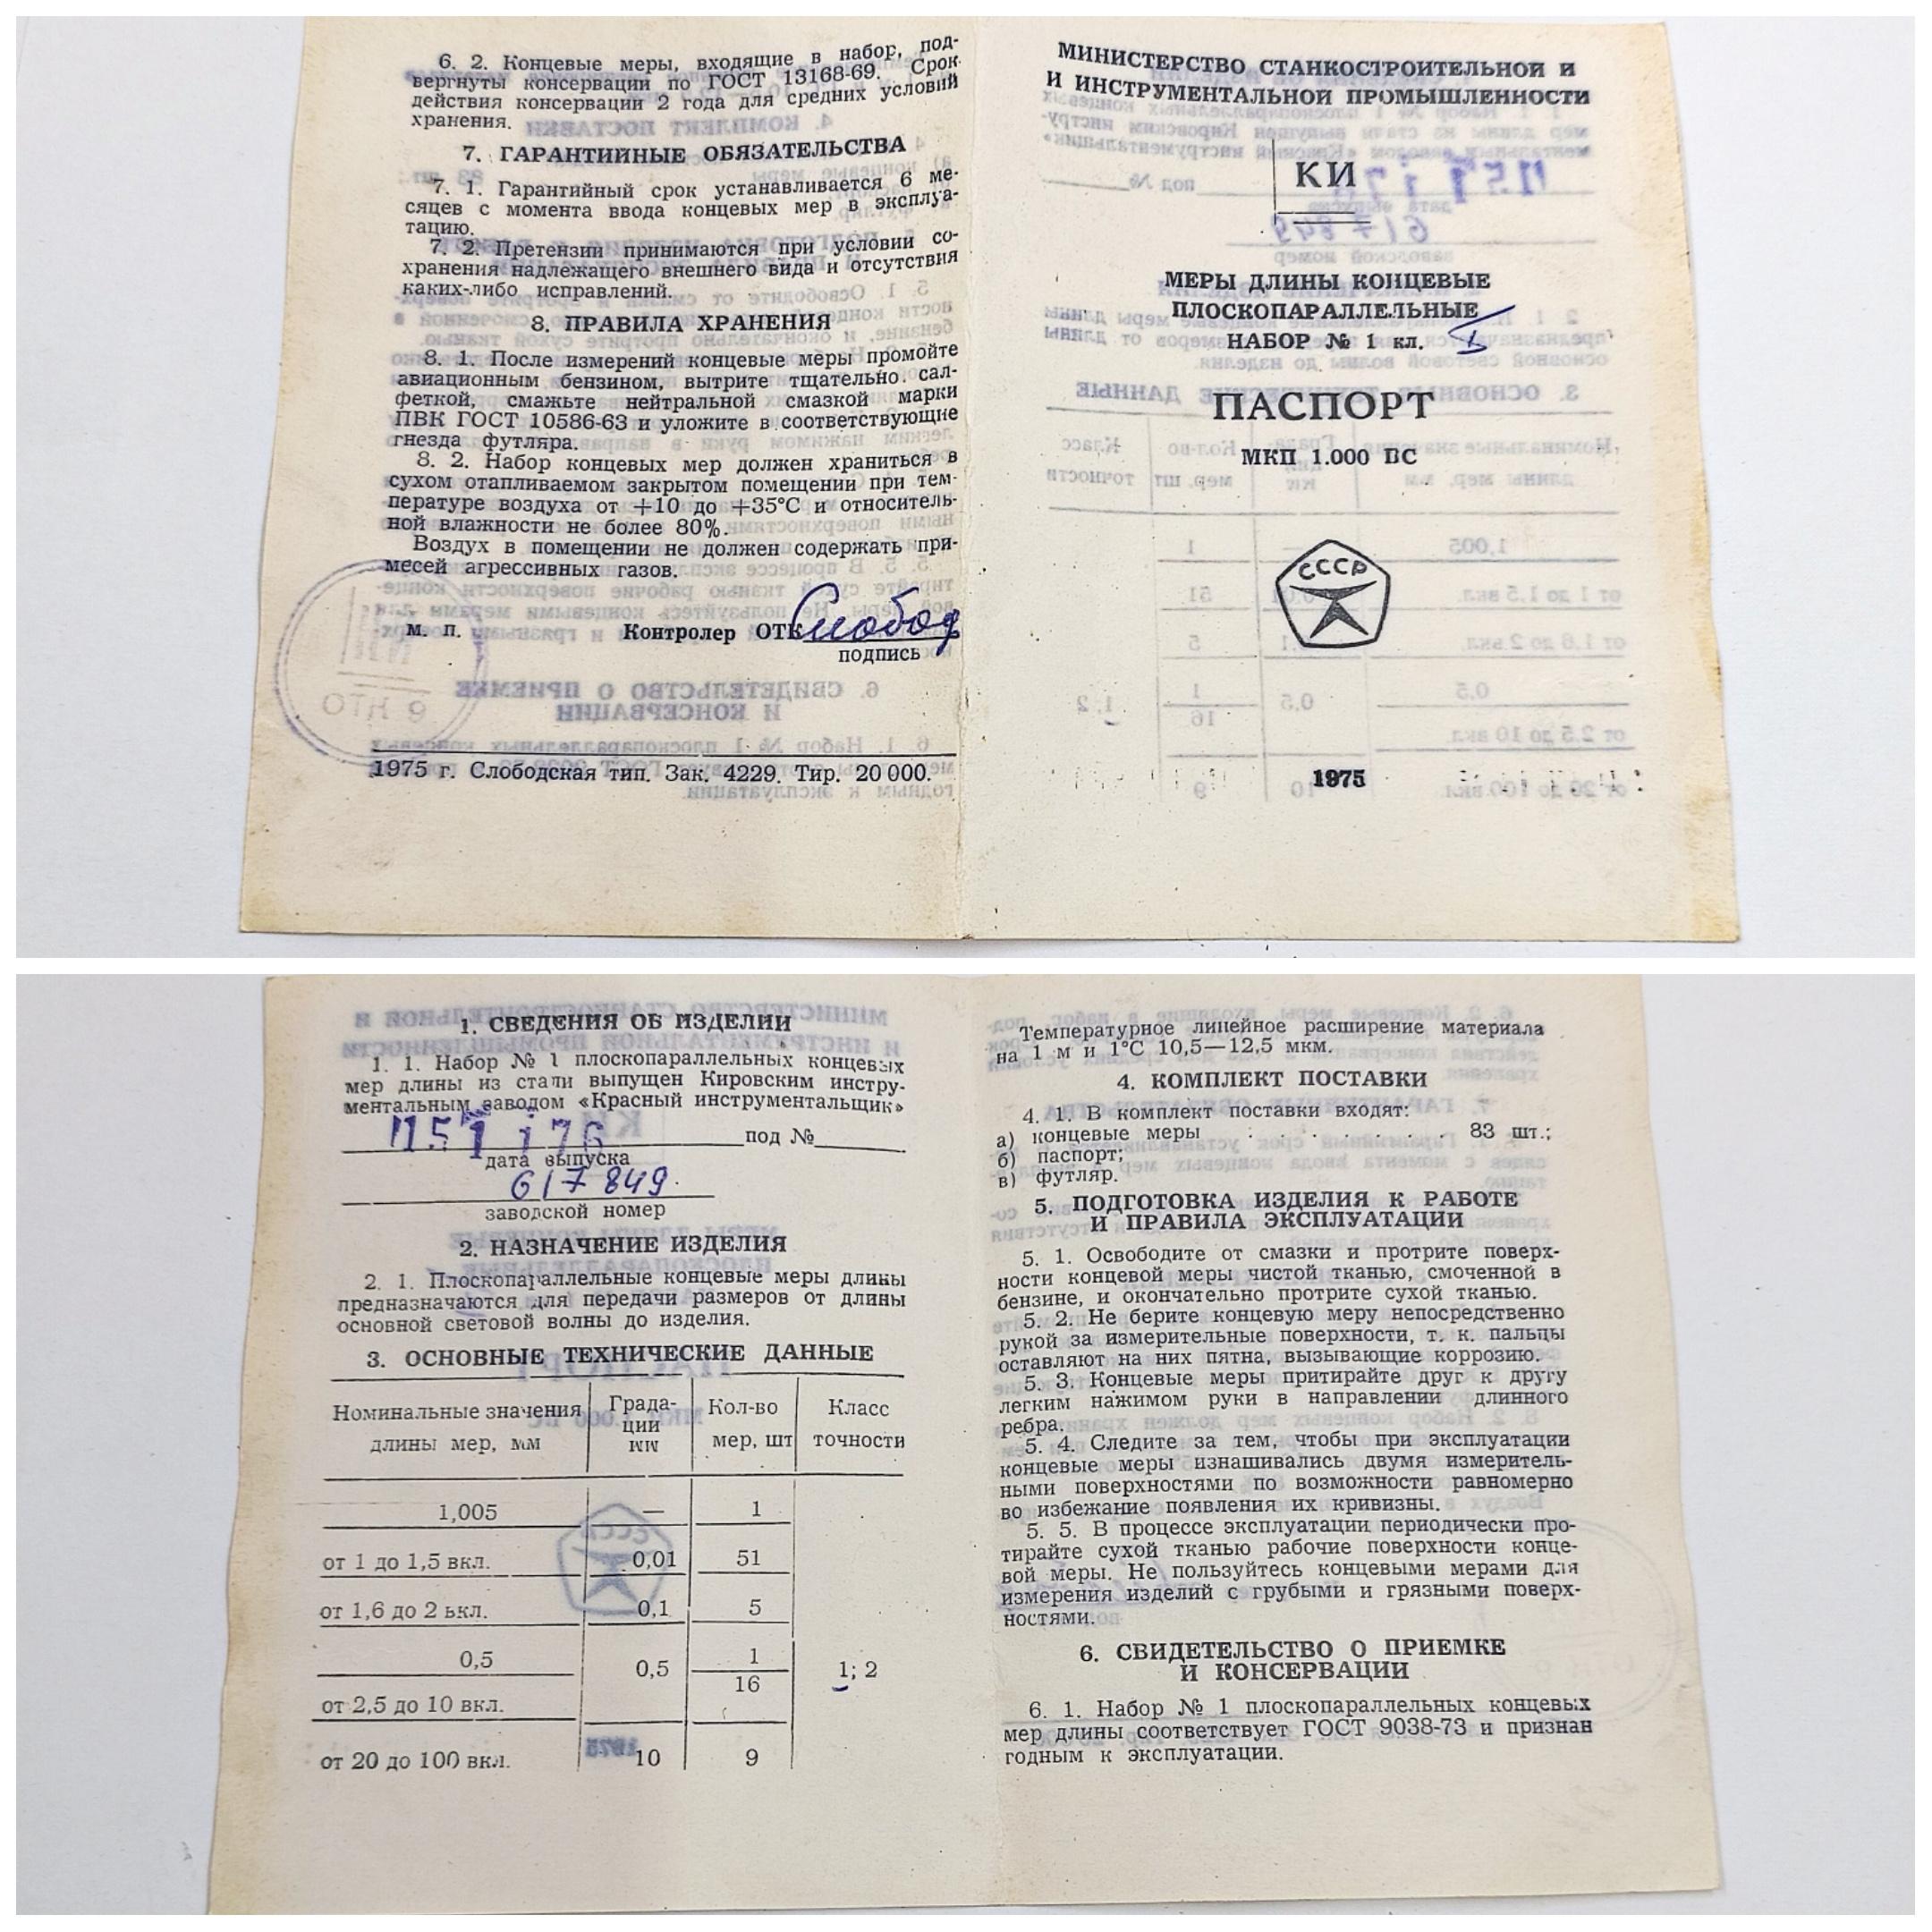 6. 2. Концевые меры, входящие в набор, под-
вергнуты консервации по ГОСТ 13168-69. Срок
действия консервации 2 года для средних условий
хранения.
7. ГАРАНТИЙНЫЕ ОБЯЗАТЕЛЬСТВА
7. 1. Гарантийный срок устанавливается 6 ме-
сяцев с момента ввода концевых мер в эксплуа-
тацию.
7. 2. Претензии принимаются при условии со-
хранения надлежащего внешнего вида и отсутствия
каких-либо исправлений.
8. ПРАВИЛА ХРАНЕНИЯ
8. 1. После измерений концевые меры промойте
авиационным бензином, вытрите тщательно сал-
феткой, смажьте нейтральной смазкой марки
ПВК ГОСТ 10586-63 и уложите в соответствующие
гнезда футляра.
8. 2. Набор концевых мер должен храниться в
сухом отапливаемом закрытом помещении при тем-
пературе воздуха от +10 до +35°С и относитель-
ной влажности не более 80%.
Воздух в помещении не должен содержать при-
месей агрессивных газов.
м. п. Контролер ОТК Слобод
подпись
1975 г. Слободская тип. Зак. 4229. Тир. 20 000.
МИНИСТЕРСТВО СТАНКОСТРОИТЕЛЬНОЙ И
И ИНСТРУМЕНТАЛЬНОЙ ПРОМЫШЛЕННОСТИ
КИ
МЕРЫ ДЛИНЫ КОНЦЕВЫЕ
ПЛОСКОПАРАЛЛЕЛЬНЫЕ
НАБОР № 1 кл. I
ПАСПОРТ
МКП 1.000 ПС
СССР
1975
1. СВЕДЕНИЯ ОБ ИЗДЕЛИИ
1. 1. Набор № 1 плоскопараллельных концевых
мер длины из стали выпущен Кировским инстру-
ментальным заводом «Красный инструментальщик»
под №
дата выпуска
617849.
заводской номер
2. НАЗНАЧЕНИЕ ИЗДЕЛИЯ
2. 1. Плоскопараллельные концевые меры длины
предназначаются для передачи размеров от длины
основной световой волны до изделия.
3. ОСНОВНЫЕ ТЕХНИЧЕСКИЕ ДАННЫЕ
Номинальные значения длины мер, мм Града-ции мм Кол-во мер, шт Класс точности
1,005 — 1
от 1 до 1,5 вкл. 0,01 51
от 1,6 до 2 вкл. 0,1 5
0,5 0,5 1 1; 2
от 2,5 до 10 вкл. 16
от 20 до 100 вкл. 10 9
Температурное линейное расширение материала
на 1 м и 1°С 10,5—12,5 мкм.
4. КОМПЛЕКТ ПОСТАВКИ
4. 1. В комплект поставки входят:
а) концевые меры . . . . . . 83 шт.;
б) паспорт;
в) футляр.
5. ПОДГОТОВКА ИЗДЕЛИЯ К РАБОТЕ
И ПРАВИЛА ЭКСПЛУАТАЦИИ
5. 1. Освободите от смазки и протрите поверх-
ности концевой меры чистой тканью, смоченной в
бензине, и окончательно протрите сухой тканью.
5. 2. Не берите концевую меру непосредственно
рукой за измерительные поверхности, т. к. пальцы
оставляют на них пятна, вызывающие коррозию.
5. 3. Концевые меры притирайте друг к другу
легким нажимом руки в направлении длинного
ребра.
5. 4. Следите за тем, чтобы при эксплуатации
концевые меры изнашивались двумя измеритель-
ными поверхностями по возможности равномерно
во избежание появления их кривизны.
5. 5. В процессе эксплуатации периодически про-
тирайте сухой тканью рабочие поверхности конце-
вой меры. Не пользуйтесь концевыми мерами для
измерения изделий с грубыми и грязными поверх-
ностями.
6. СВИДЕТЕЛЬСТВО О ПРИЕМКЕ
И КОНСЕРВАЦИИ
6. 1. Набор № 1 плоскопараллельных концевых
мер длины соответствует ГОСТ 9038-73 и признан
годным к эксплуатации.